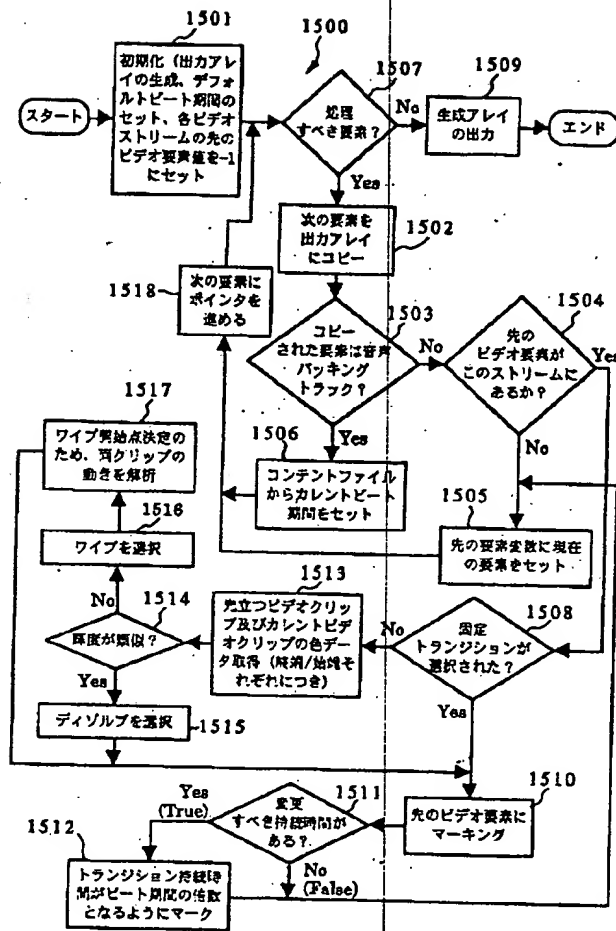 1501
1500
1507
1509
スタート
初期化（出力アレ
イの生成、デフォ
ルトビート期間の
セット、各ビデオ
ストリームの先の
ビデオ要素値を-1
にセット
処理
すべき要素？
No
生成アレイ
の出力
エンド
Yes
次の要素を
出力アレイ
にコピー
1502
1518
次の要素に
ポインタを
進める
1503
コピー
された要素は音声
バッキング
トラック？
No
1504
先の
ビデオ要素が
このストリームに
あるか？
Yes
1517
ワイプ開始点決定の
ため、両クリップの
動きを解析
1506
Yes
コンテントファイル
からカレントビート
期間をセット
No
1505
先の要素変数に現在
の要素をセット
1516
ワイプを選択
1513
先立つビデオクリッ
プ及びカレントビデ
オクリップの色デー
タ取得（終端/始端そ
れぞれにつき）
No
1514
輝度が類似？
No
1508
固定
トランジションが
選択された？
Yes
ディゾルブを選択
1515
Yes
1510
先のビデオ要素に
マーキング
1511
変更
すべき持続時間が
ある？
Yes
(True)
1512
No
(False)
トランジション持続時
間がビート期間の倍数
となるようにマーク